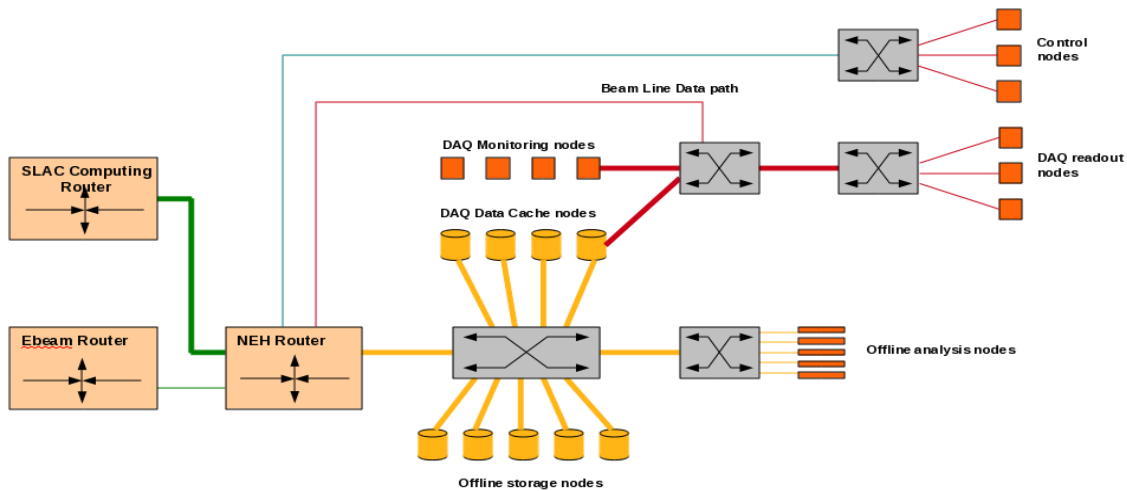 Control
nodes
Beam Line Data path
DAQ Monitoring nodes
SLAC Computing
Router
DAQ readout
nodes
DAQ Data Cache nodes
Ebeam Router
NEH Router
Offline analysis nodes
Offline storage nodes